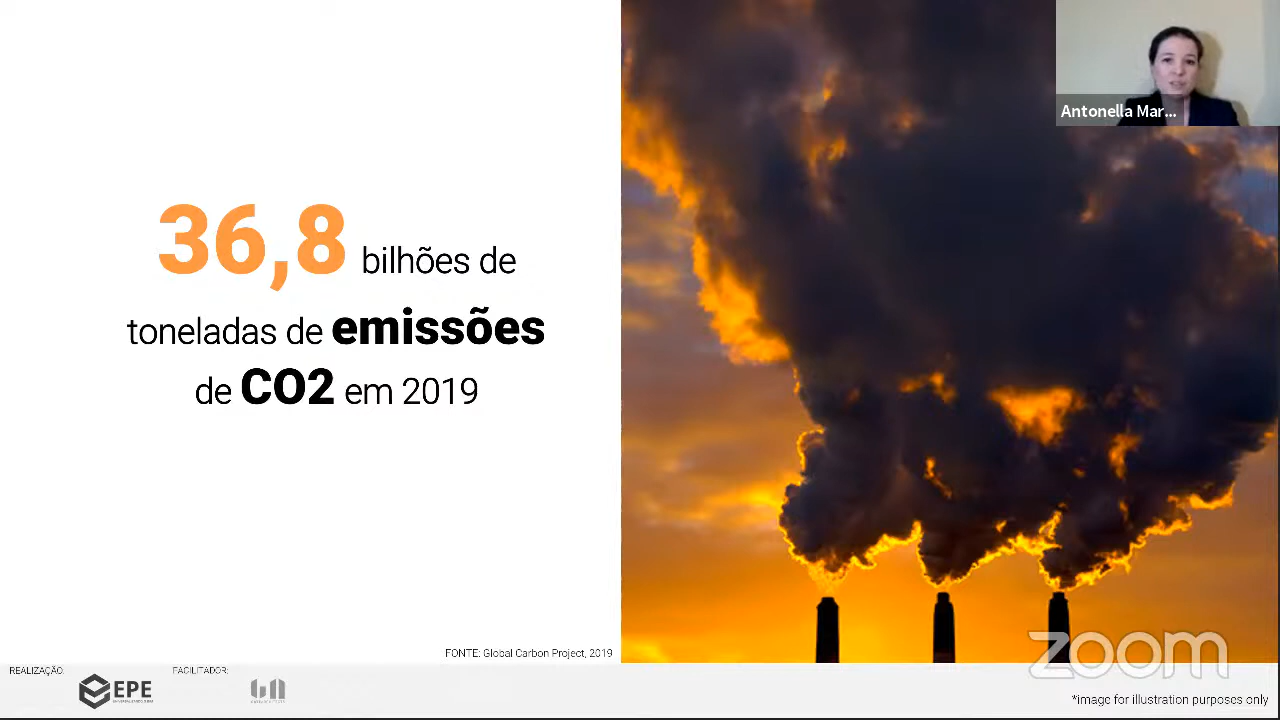 Antonella Mar...
36,8 bilhões de
toneladas de emissões
de CO2 em 2019
FONTE: Global Carbon Project, 2019
zoom
REALIZAÇÃO
EPE
FACILITADOR:
*image for illustration purposes only